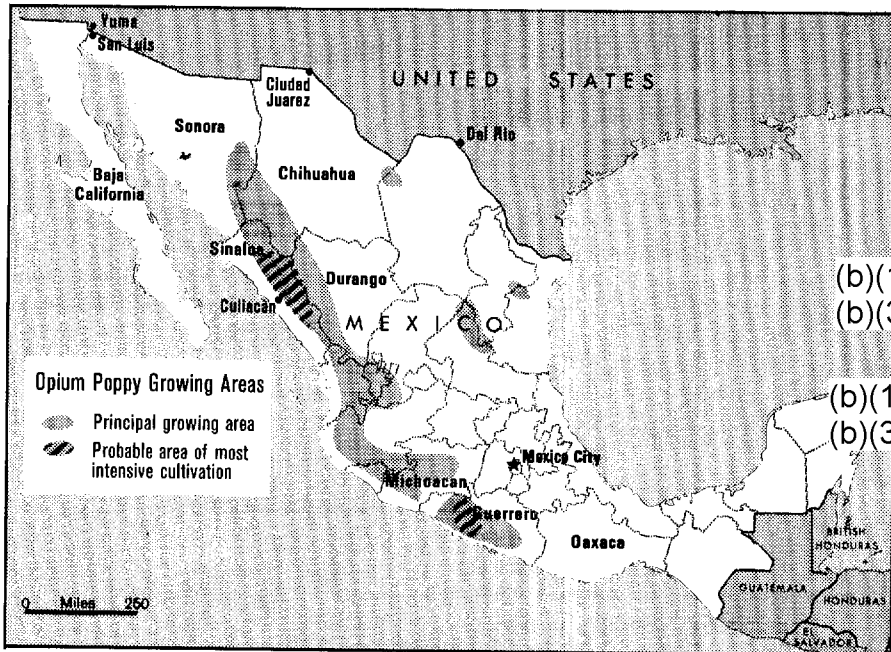 Yuma
San Luis
Ciudad
Juarez
UNITED STATES
Sonora
Del Rio
Baja
California
Chihuahua
Sinaloa
Durango
Culiacán
MEXICO
(b)(1
(b)(3
Opium Poppy Growing Areas
Principal growing area
Probable area of most
intensive cultivation
(b)(1
(b)(3
Mexico City
Michoacan
Guerrero
Oaxaca
BRITISH
HONDURAS
GUATEMALA
HONDURAS
EL
SALVADOR
0 Miles 250